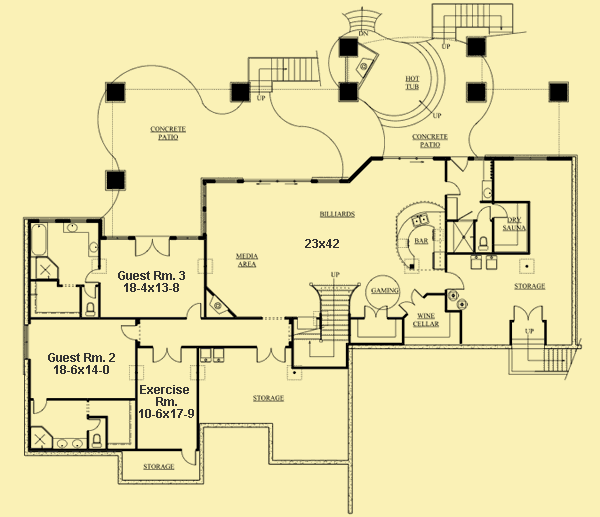 DN
UP
UP
HOT
TUB
UP
CONCRETE
PATIO
CONCRETE
PATIO
BILLIARDS
23x42
DRY
SAUNA
BAR
MEDIA
AREA
UP
Guest Rm. 3
18-4x13-8
GAMING
STORAGE
WINE
CELLAR
UP
Guest Rm. 2
18-6x14-0
Exercise
Rm.
10-6x17-9
STORAGE
STORAGE